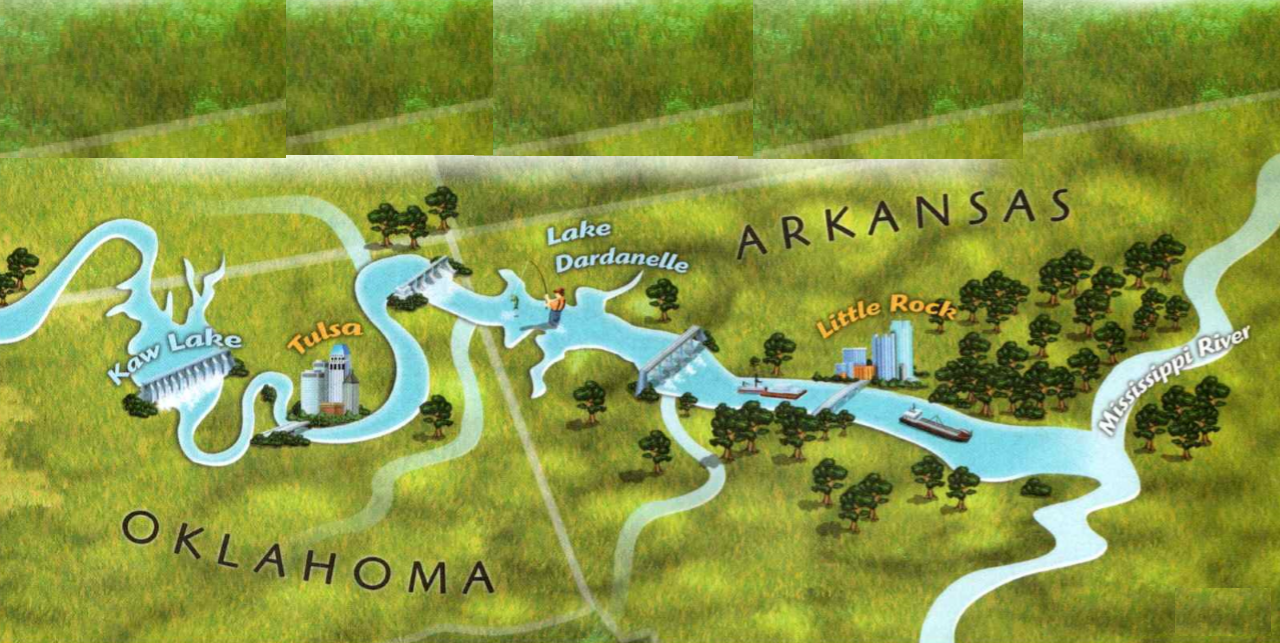 ARKANSAS
Lake
Dardanelle
Little Rock
Tulsa
Kaw Lake
Mississippi River
OKLAHOMA